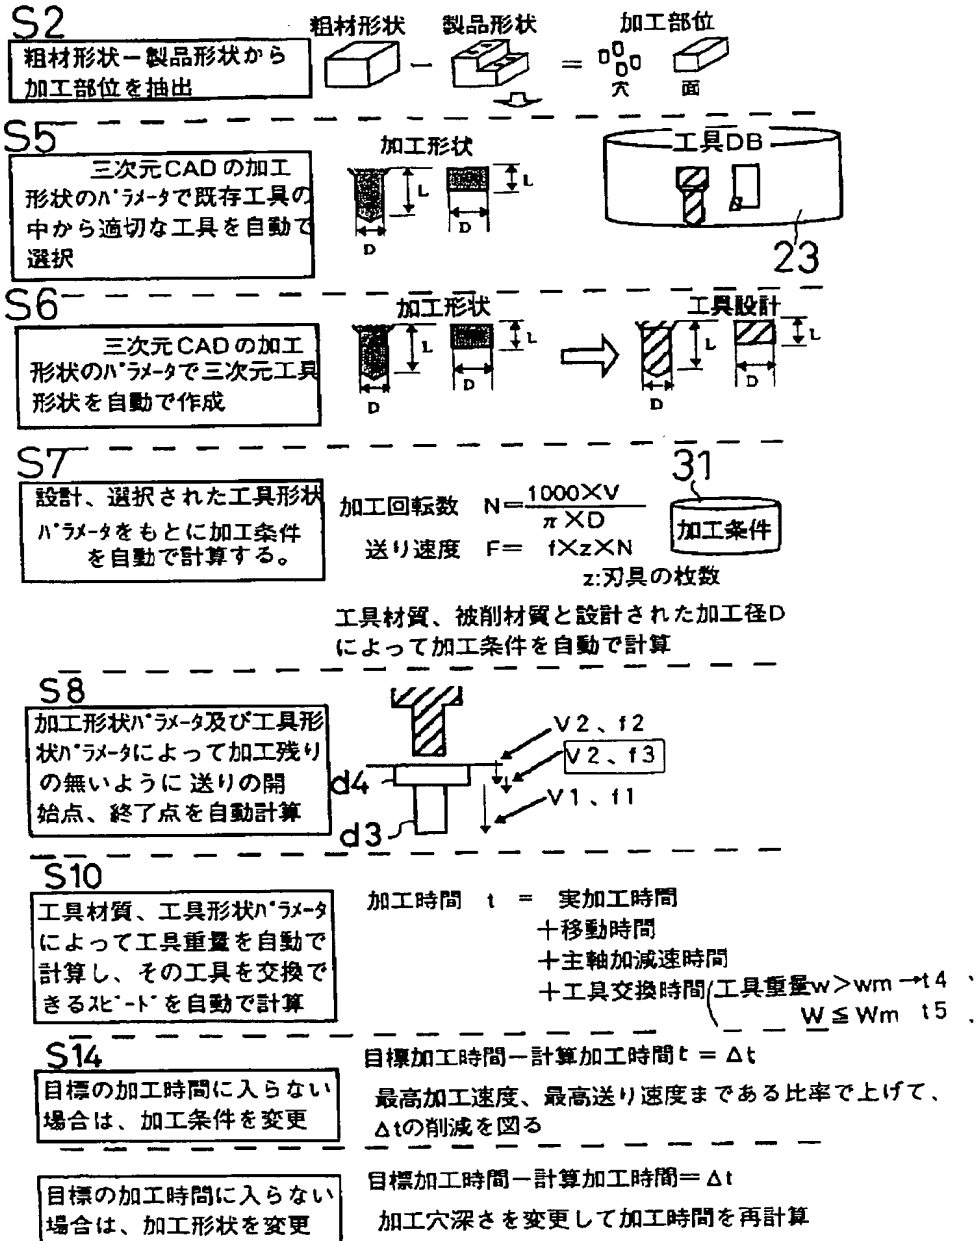 S2
粗材形状－製品形状から
加工部位を抽出
粗材形状
製品形状
加工部位
－
＝
穴
面
S5
三次元CADの加工
形状のﾊﾟﾗﾒｰﾀで既存工具の
中から適切な工具を自動で
選択
加工形状
L
D
L
D
工具DB
23
S6
三次元CADの加工
形状のﾊﾟﾗﾒｰﾀで三次元工具
形状を自動で作成
加工形状
L
D
L
D
工具設計
L
D
L
D
S7
設計、選択された工具形状
ﾊﾟﾗﾒｰﾀをもとに加工条件
を自動で計算する。
加工回転数 N=1000×V
π×D
送り速度 F= f×z×N
z:刃具の枚数
31
加工条件
工具材質、被削材質と設計された加工径D
によって加工条件を自動で計算
S8
加工形状ﾊﾟﾗﾒｰﾀ及び工具形
状ﾊﾟﾗﾒｰﾀによって加工残り
の無いように 送りの開
始点、終了点を自動計算
d4
d3
V2、f2
V2、f3
V1、f1
S10
工具材質、工具形状ﾊﾟﾗﾒｰﾀ
によって工具重量を自動で
計算し、その工具を交換で
きるｽﾋﾟｰﾄﾞを自動で計算
加工時間 t = 実加工時間
＋移動時間
＋主軸加減速時間
＋工具交換時間(工具重量w>wm→t4
W≦Wm t5
S14
目標の加工時間に入らない
場合は、加工条件を変更
目標加工時間－計算加工時間t＝Δt
最高加工速度、最高送り速度まである比率で上げて、
Δtの削減を図る
目標の加工時間に入らない
場合は、加工形状を変更
目標加工時間－計算加工時間＝Δt
加工穴深さを変更して加工時間を再計算